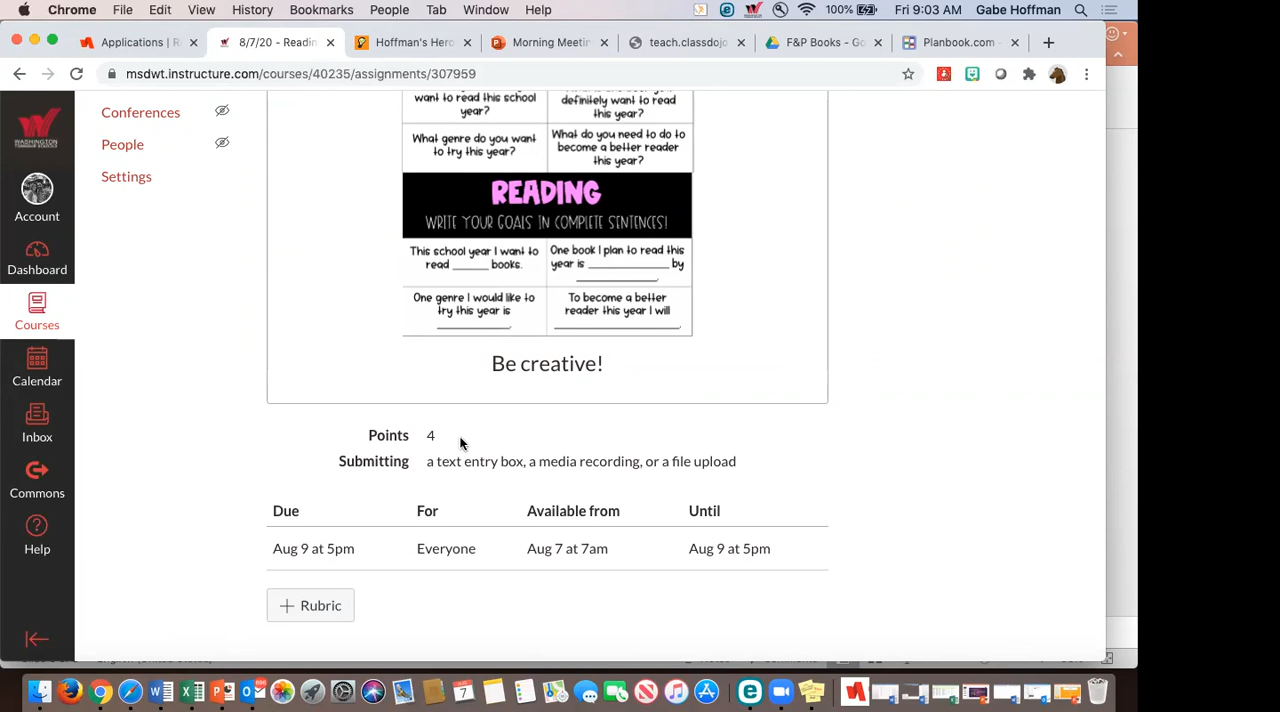 Chrome File Edit View History Bookmarks People Tab Window Help 100% Fri 9:03 AM Gabe Hoffman
Applications | R
8/7/20 - Readin
Hoffman's Hero
Morning Meetin
teach.classdojo
F&P Books - Go
Planbook.com
msdwt.instructure.com/courses/40235/assignments/307959
WASHINGTON
TOWNSHIP SCHOOLS
Account
Dashboard
Courses
Calendar
Inbox
Commons
Help
Conferences
People
Settings
want to read this school
year?
definitely want to read
this year?
What genre do you want
to try this year?
What do you need to do to
become a better reader
this year?
READING
WRITE YOUR GOALS IN COMPLETE SENTENCES!
This school year I want to
read ______ books.
One book I plan to read this
year is ______________ by
______________.
One genre I would like to
try this year is
_____________.
To become a better
reader this year I will
______________________.
Be creative!
Points 4
Submitting a text entry box, a media recording, or a file upload
Due For Available from Until
Aug 9 at 5pm Everyone Aug 7 at 7am Aug 9 at 5pm
+ Rubric